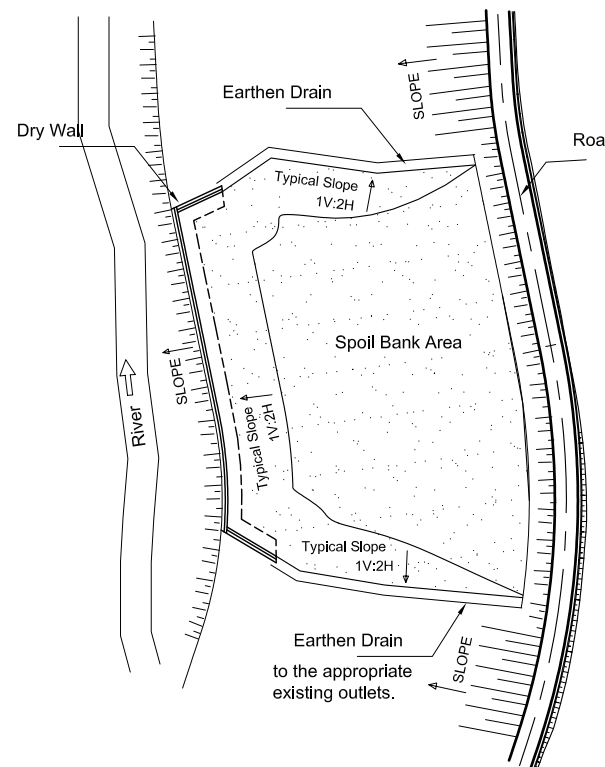 SLOPE
Earthen Drain
Dry Wall
Roa
Typical Slope
1V:2H
Spoil Bank Area
SLOPE
River
Typical Slope
1V:2H
Typical Slope
1V:2H
Earthen Drain
to the appropriate
existing outlets.
SLOPE